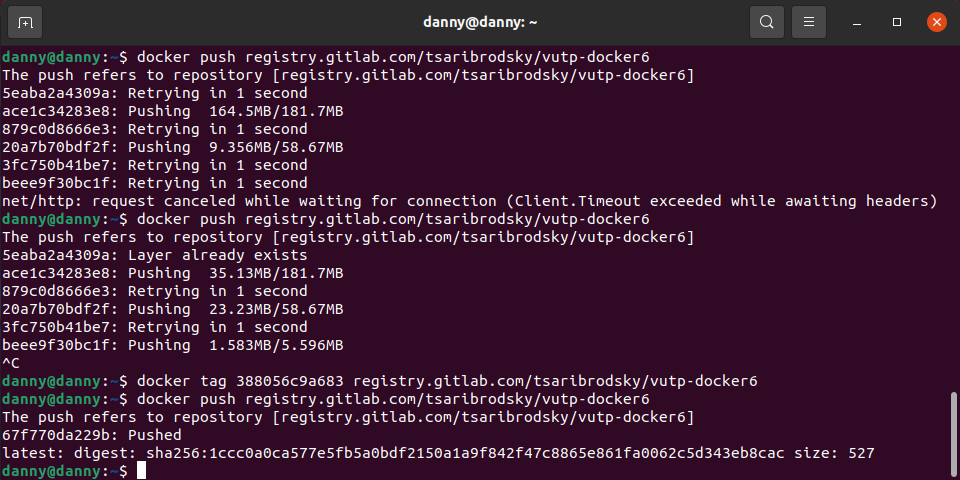 danny@danny: ~
danny@danny:~$ docker push registry.gitlab.com/tsaribrodsky/vutp-docker6
The push refers to repository [registry.gitlab.com/tsaribrodsky/vutp-docker6]
5eaba2a4309a: Retrying in 1 second
ace1c34283e8: Pushing  164.5MB/181.7MB
879c0d8666e3: Retrying in 1 second
20a7b70bdf2f: Pushing  9.356MB/58.67MB
3fc750b41be7: Retrying in 1 second
beee9f30bc1f: Retrying in 1 second
net/http: request canceled while waiting for connection (Client.Timeout exceeded while awaiting headers)
danny@danny:~$ docker push registry.gitlab.com/tsaribrodsky/vutp-docker6
The push refers to repository [registry.gitlab.com/tsaribrodsky/vutp-docker6]
5eaba2a4309a: Layer already exists
ace1c34283e8: Pushing  35.13MB/181.7MB
879c0d8666e3: Retrying in 1 second
20a7b70bdf2f: Pushing  23.23MB/58.67MB
3fc750b41be7: Retrying in 1 second
beee9f30bc1f: Pushing  1.583MB/5.596MB
^C
danny@danny:~$ docker tag 388056c9a683 registry.gitlab.com/tsaribrodsky/vutp-docker6
danny@danny:~$ docker push registry.gitlab.com/tsaribrodsky/vutp-docker6
The push refers to repository [registry.gitlab.com/tsaribrodsky/vutp-docker6]
67f770da229b: Pushed
latest: digest: sha256:1ccc0a0ca577e5fb5a0bdf2150a1a9f842f47c8865e861fa0062c5d343eb8cac size: 527
danny@danny:~$